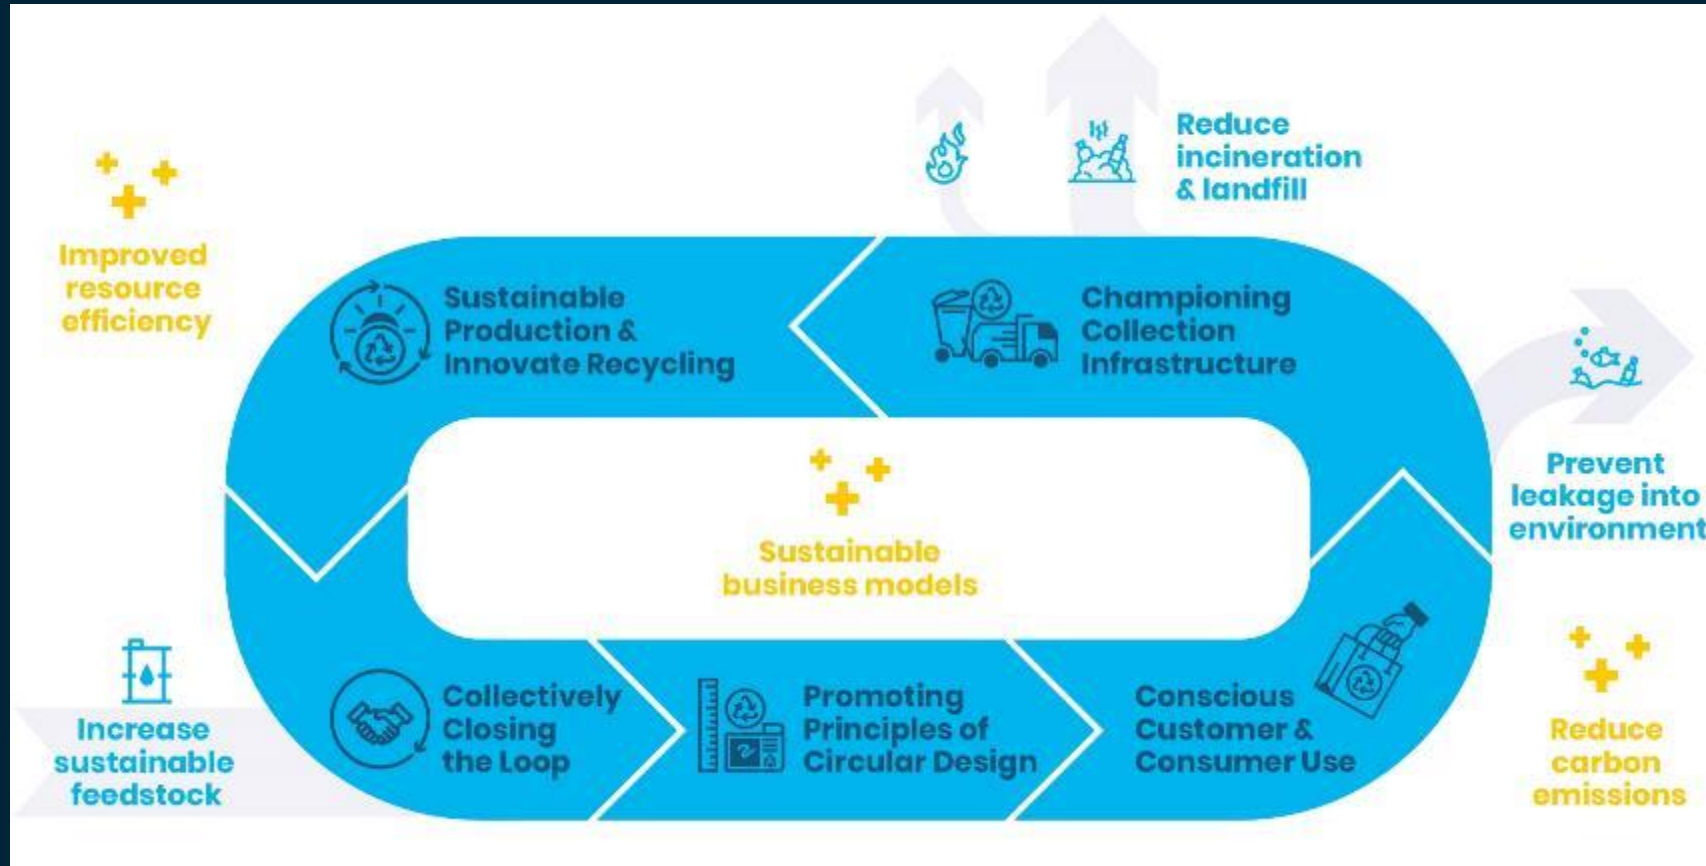 Reduce
incineration
& landfill
Improved
resource
efficiency
Sustainable
Production &
Innovate Recycling
Championing
Collection
Infrastructure
Prevent
leakage into
environment
Sustainable
business models
Increase
sustainable
feedstock
Collectively
Closing
the Loop
Promoting
Principles of
Circular Design
Conscious
Customer &
Consumer Use
Reduce
carbon
emissions